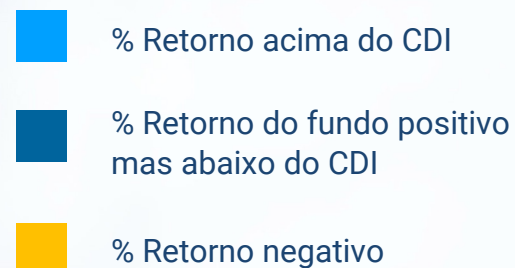 % Retorno acima do CDI
% Retorno do fundo positivo
mas abaixo do CDI
% Retorno negativo